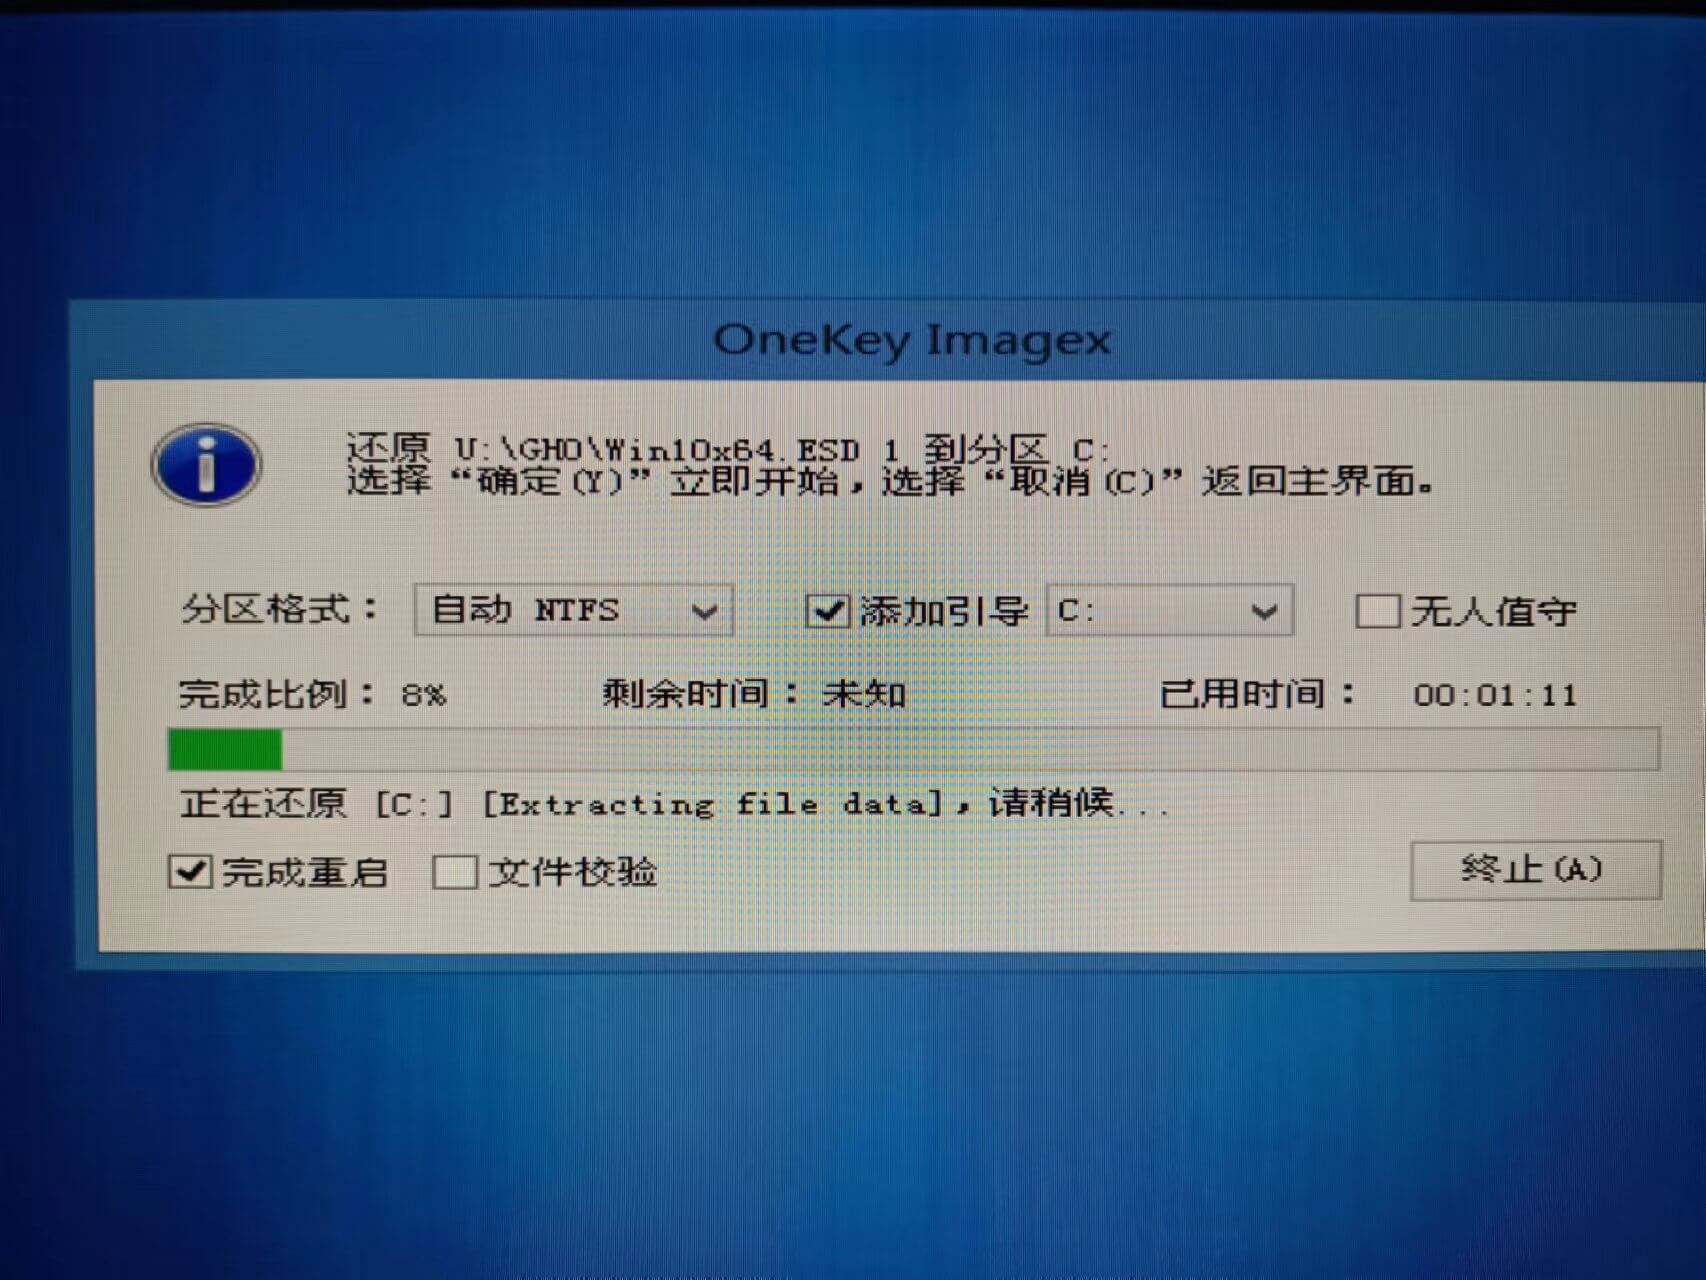 OneKey Imagex
还原 U:\GHO\Win10x64.ESD 1 到分区 C:
选择“确定(Y)”立即开始，选择“取消(C)”返回主界面。
分区格式： 自动 NTFS 添加引导 C: 无人值守
完成比例： 8% 剩余时间： 未知 已用时间： 00:01:11
正在还原 [C:] [Extracting file data]，请稍候...
完成重启 文件校验 终止(A)